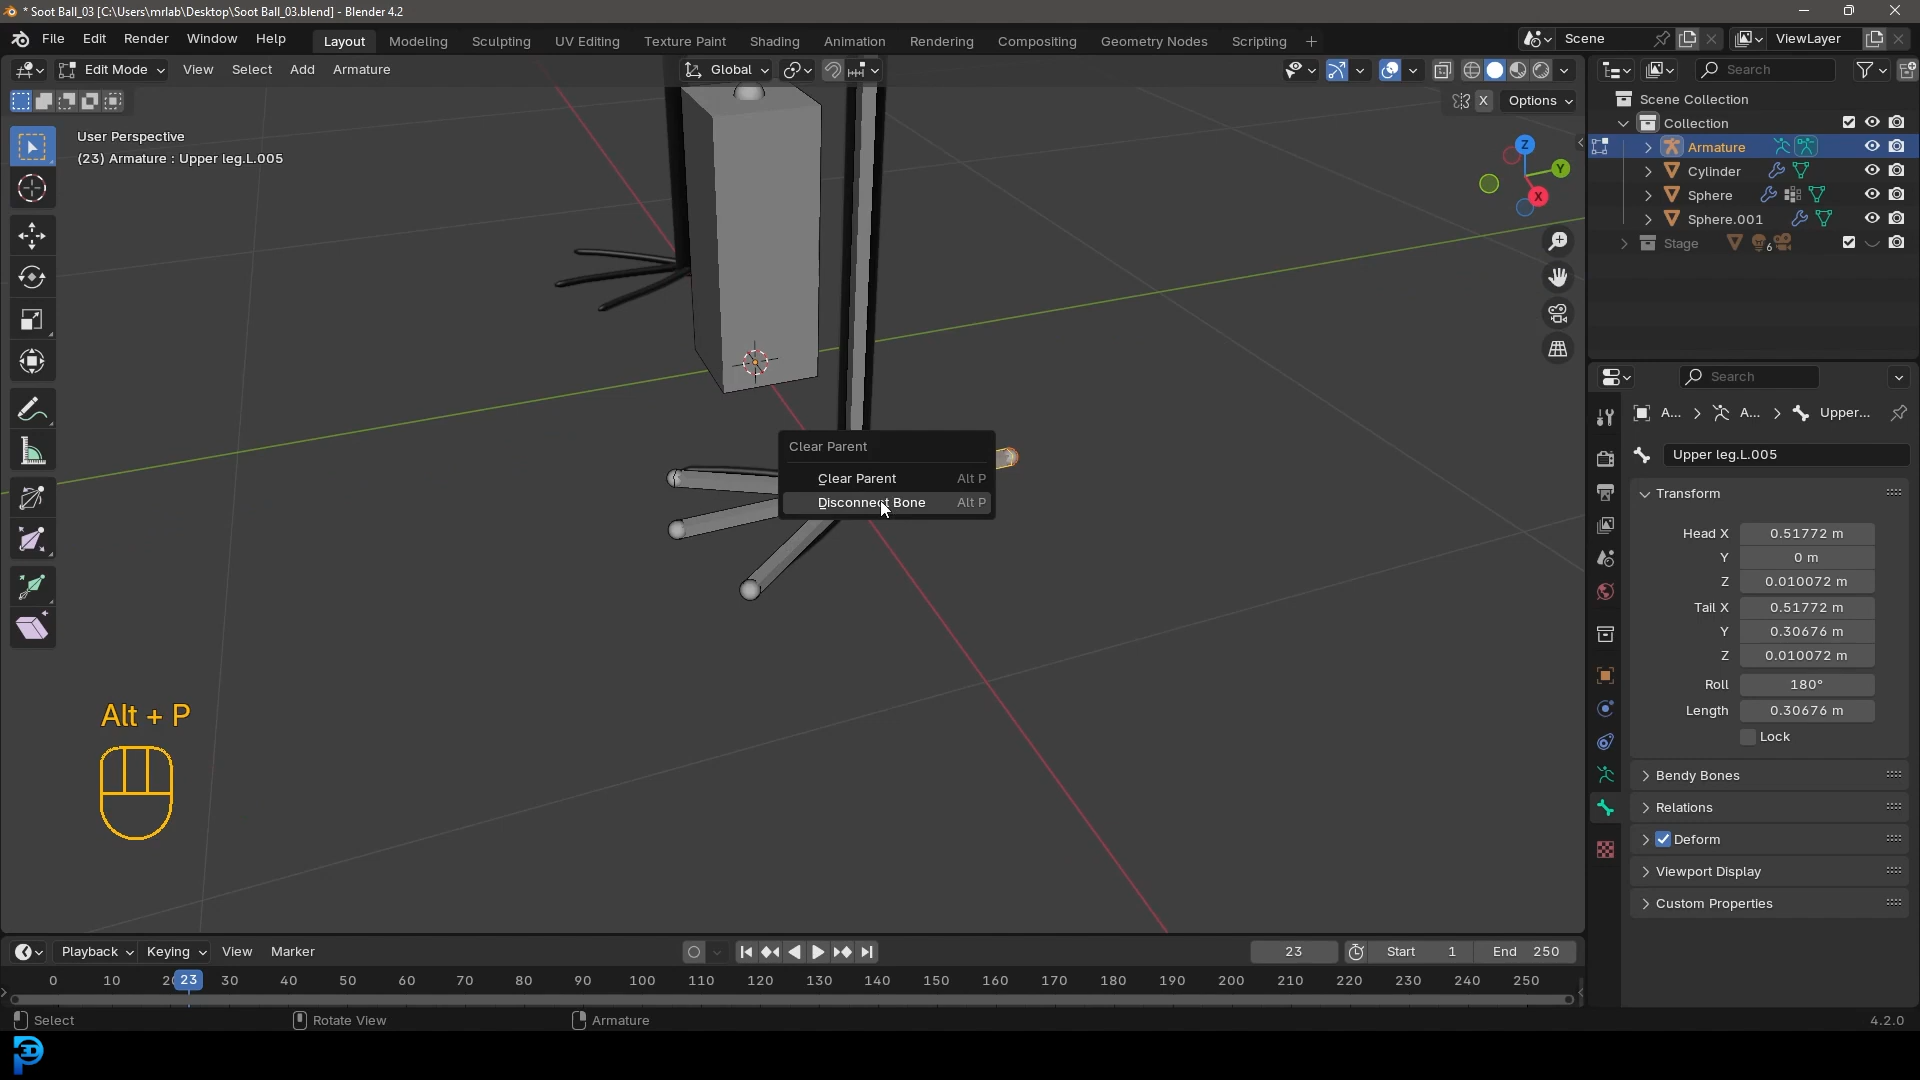 * Soot Ball_03 [C:\Users\mrlab\Desktop\Soot Ball_03.blend] - Blender 4.2
File Edit Render Window Help Layout Modeling Sculpting UV Editing Texture Paint Shading Animation Rendering Compositing Geometry Nodes Scripting + Scene ViewLayer
Edit Mode View Select Add Armature Global Search
X Options
User Perspective
(23) Armature : Upper leg.L.005
Z
Y
X
Scene Collection
Collection
Armature
Cylinder
Sphere
Sphere.001
Stage 6
Search
A... A... Upper...
Upper leg.L.005
Transform
Head X 0.51772 m
Y 0 m
Z 0.010072 m
Tail X 0.51772 m
Y 0.30676 m
Z 0.010072 m
Roll 180°
Length 0.30676 m
Lock
Bendy Bones
Relations
Deform
Viewport Display
Custom Properties
Clear Parent
Clear Parent Alt P
Disconnect Bone Alt P
Alt + P
Playback Keying View Marker 23 Start 1 End 250
0 10 23 30 40 50 60 70 80 90 100 110 120 130 140 150 160 170 180 190 200 210 220 230 240 250
Select Rotate View Armature 4.2.0